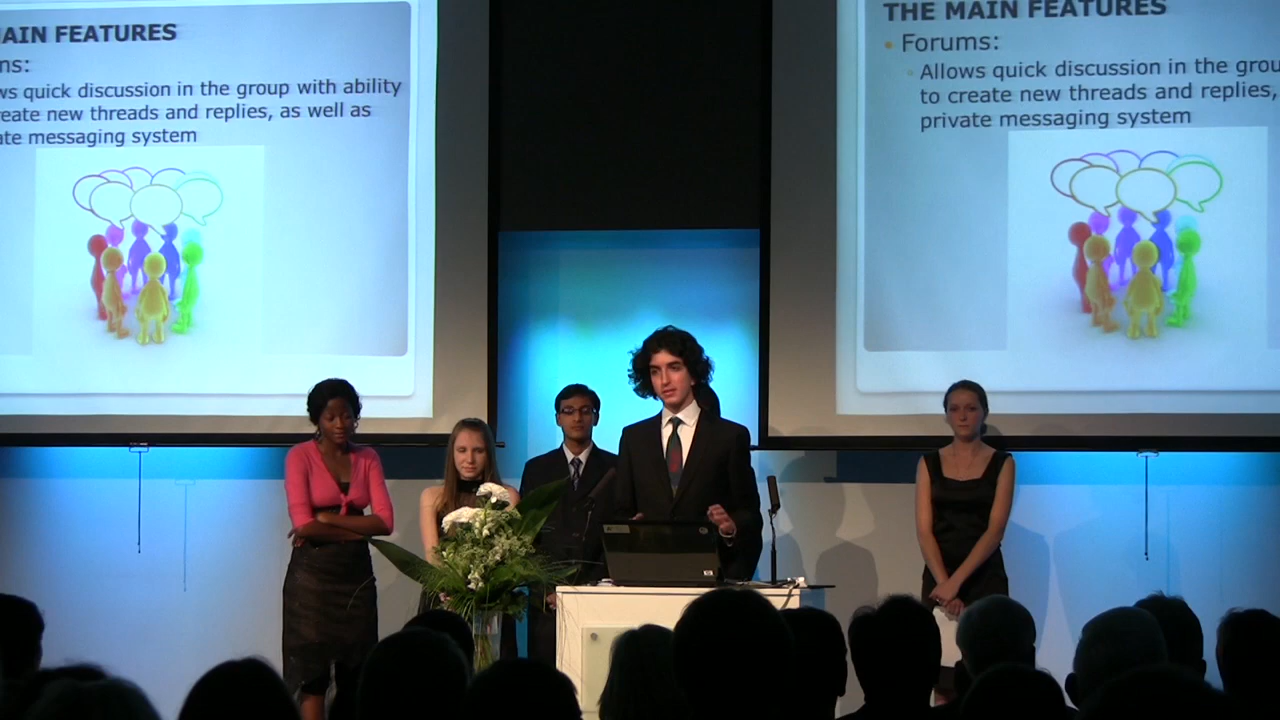 AIN FEATURES
ns:
ws quick discussion in the group with ability
reate new threads and replies, as well as
ate messaging system
THE MAIN FEATURES
Forums:
Allows quick discussion in the grou
to create new threads and replies,
private messaging system